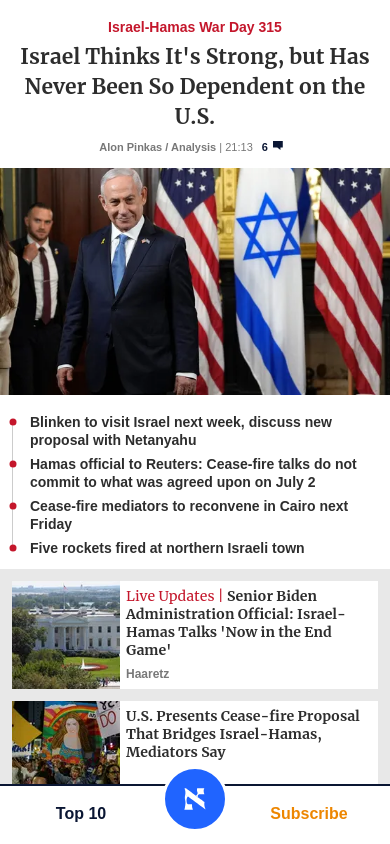 Israel-Hamas War Day 315
Israel Thinks It's Strong, but Has
Never Been So Dependent on the
U.S.
Alon Pinkas / Analysis | 21:13 6
Blinken to visit Israel next week, discuss new
proposal with Netanyahu
Hamas official to Reuters: Cease-fire talks do not
commit to what was agreed upon on July 2
Cease-fire mediators to reconvene in Cairo next
Friday
Five rockets fired at northern Israeli town
Live Updates | Senior Biden
Administration Official: Israel-
Hamas Talks 'Now in the End
Game'
Haaretz
U.S. Presents Cease-fire Proposal
That Bridges Israel-Hamas,
Mediators Say
DO
Top 10
א
Subscribe